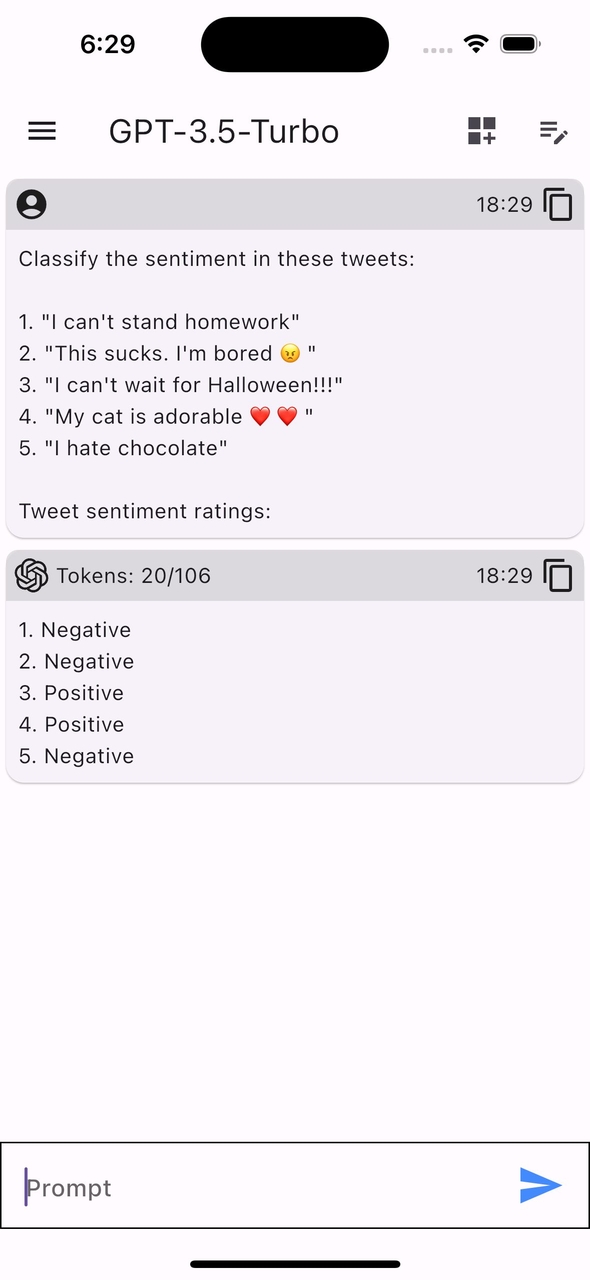 6:29
GPT-3.5-Turbo
18:29
Classify the sentiment in these tweets:
1. "I can't stand homework"
2. "This sucks. I'm bored 😠 "
3. "I can't wait for Halloween!!!"
4. "My cat is adorable ❤️ ❤️ "
5. "I hate chocolate"
Tweet sentiment ratings:
Tokens: 20/106 18:29
1. Negative
2. Negative
3. Positive
4. Positive
5. Negative
Prompt